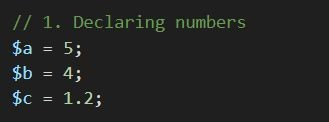 // 1. Declaring numbers
$a = 5;
$b = 4;
$c = 1.2;